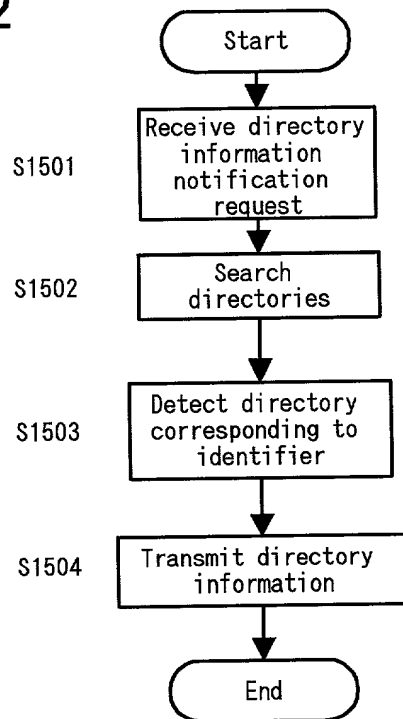 2
Start
S1501
Receive directory
information
notification
request
S1502
Search
directories
S1503
Detect directory
corresponding to
identifier
S1504
Transmit directory
information
End